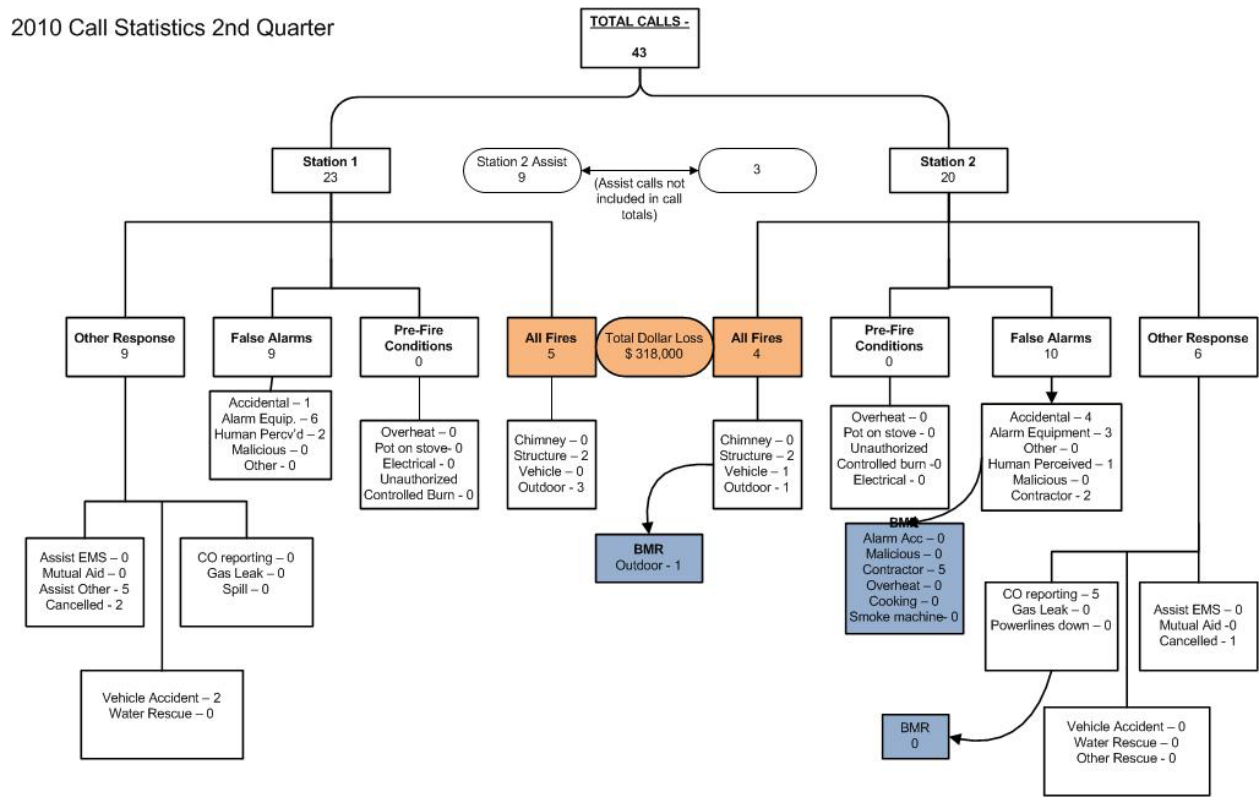 2010 Call Statistics 2nd Quarter
TOTAL CALLS -
43
Station 1
23
Station 2 Assist
9
3
(Assist calls not
included in call
totals)
Station 2
20
Other Response
9
False Alarms
9
Pre-Fire
Conditions
0
All Fires
5
Total Dollar Loss
$ 318,000
All Fires
4
Pre-Fire
Conditions
0
False Alarms
10
Other Response
6
Accidental – 1
Alarm Equip. – 6
Human Percv'd – 2
Malicious – 0
Other - 0
Overheat – 0
Pot on stove- 0
Electrical - 0
Unauthorized
Controlled Burn - 0
Chimney – 0
Structure – 2
Vehicle – 0
Outdoor - 3
Chimney – 0
Structure – 2
Vehicle – 1
Outdoor - 1
Overheat – 0
Pot on stove - 0
Unauthorized
Controlled burn -0
Electrical - 0
Accidental – 4
Alarm Equipment – 3
Other – 0
Human Perceived – 1
Malicious – 0
Contractor - 2
BMR
Outdoor - 1
BMR
Alarm Acc – 0
Malicious – 0
Contractor – 5
Overheat – 0
Cooking – 0
Smoke machine- 0
Assist EMS – 0
Mutual Aid – 0
Assist Other - 5
Cancelled - 2
CO reporting – 0
Gas Leak – 0
Spill – 0
Vehicle Accident – 2
Water Rescue – 0
CO reporting – 5
Gas Leak – 0
Powerlines down – 0
Assist EMS – 0
Mutual Aid -0
Cancelled - 1
BMR
0
Vehicle Accident – 0
Water Rescue – 0
Other Rescue - 0